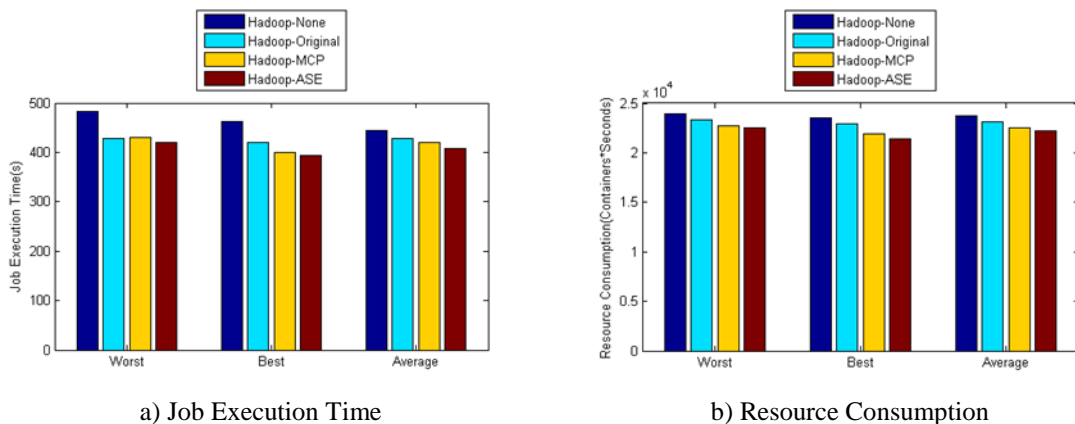 Hadoop-None
Hadoop-Original
Hadoop-MCP
Hadoop-ASE
500
400
300
200
100
0
Job Execution Time(s)
Worst
Best
Average
a) Job Execution Time
Hadoop-None
Hadoop-Original
Hadoop-MCP
Hadoop-ASE
x 10^4
2.5
2
1.5
1
0.5
0
Resource Consumption(Containers*Seconds)
Worst
Best
Average
b) Resource Consumption